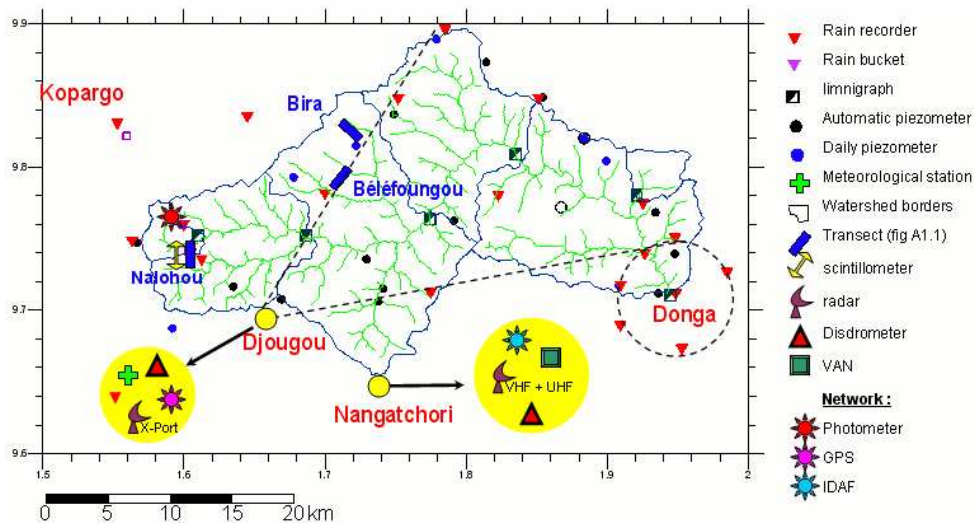 9.9
9.8
9.7
9.6
1.5
1.6
1.7
1.8
1.9
2
Kopargo
Bira
Béléfoungou
Nalohou
Djougou
Nangatchori
Donga
X-Port
VHF + UHF
0
5
10
15
20 km
Rain recorder
Rain bucket
limnigraph
Automatic piezometer
Daily piezometer
Meteorological station
Watershed borders
Transect (fig A1.1)
scintillometer
radar
Disdrometer
VAN
Network :
Photometer
GPS
IDAF